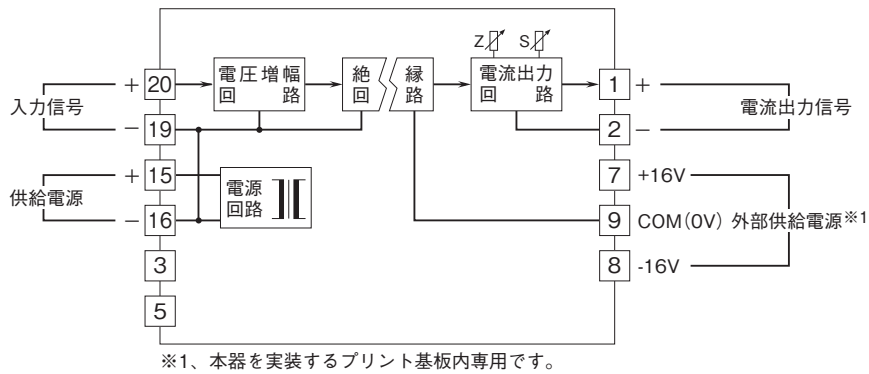 Z S
電圧増幅
回 路
絶 縁
回 路
電流出力
回 路
入力信号
+ 20
− 19
供給電源
+ 15
− 16
電源
回路
3
5
1 +
2 −
電流出力信号
7 +16V
9 COM(0V) 外部供給電源※1
8 -16V
※1、本器を実装するプリント基板内専用です。